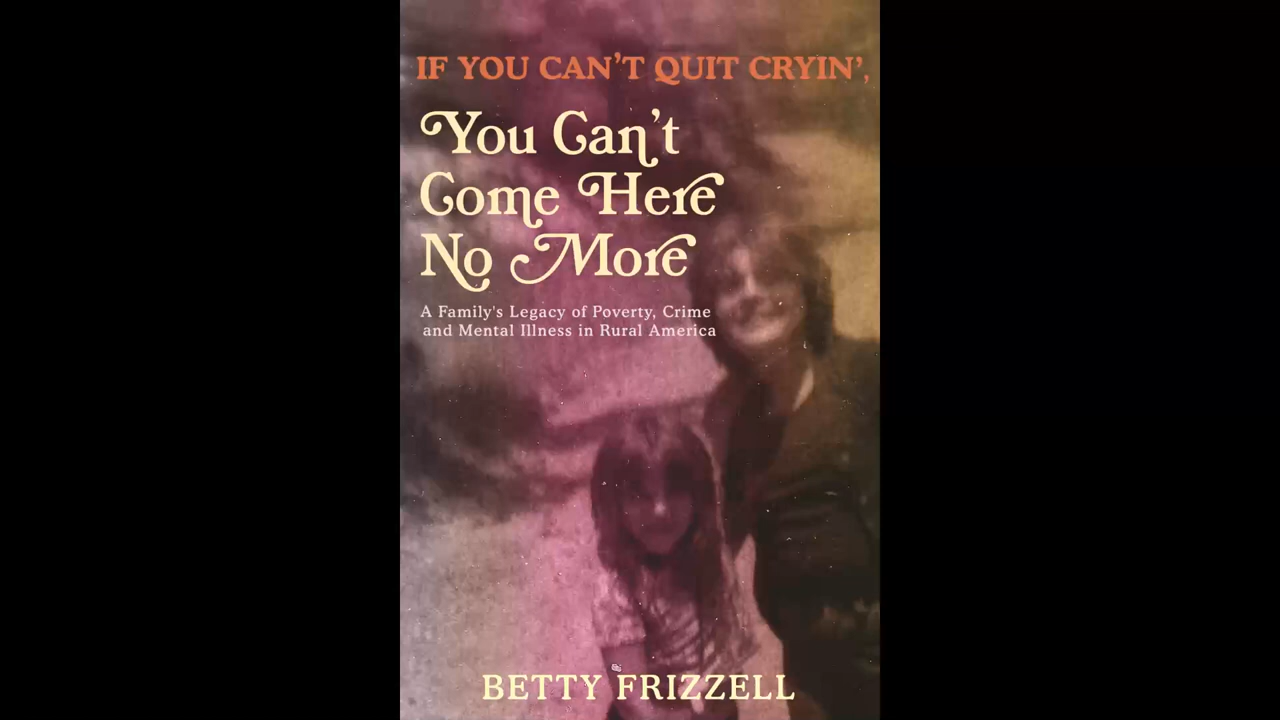 IF YOU CAN'T QUIT CRYIN',
You Can't
Come Here
No More
A Family's Legacy of Poverty, Crime
and Mental Illness in Rural America
BETTY FRIZZELL